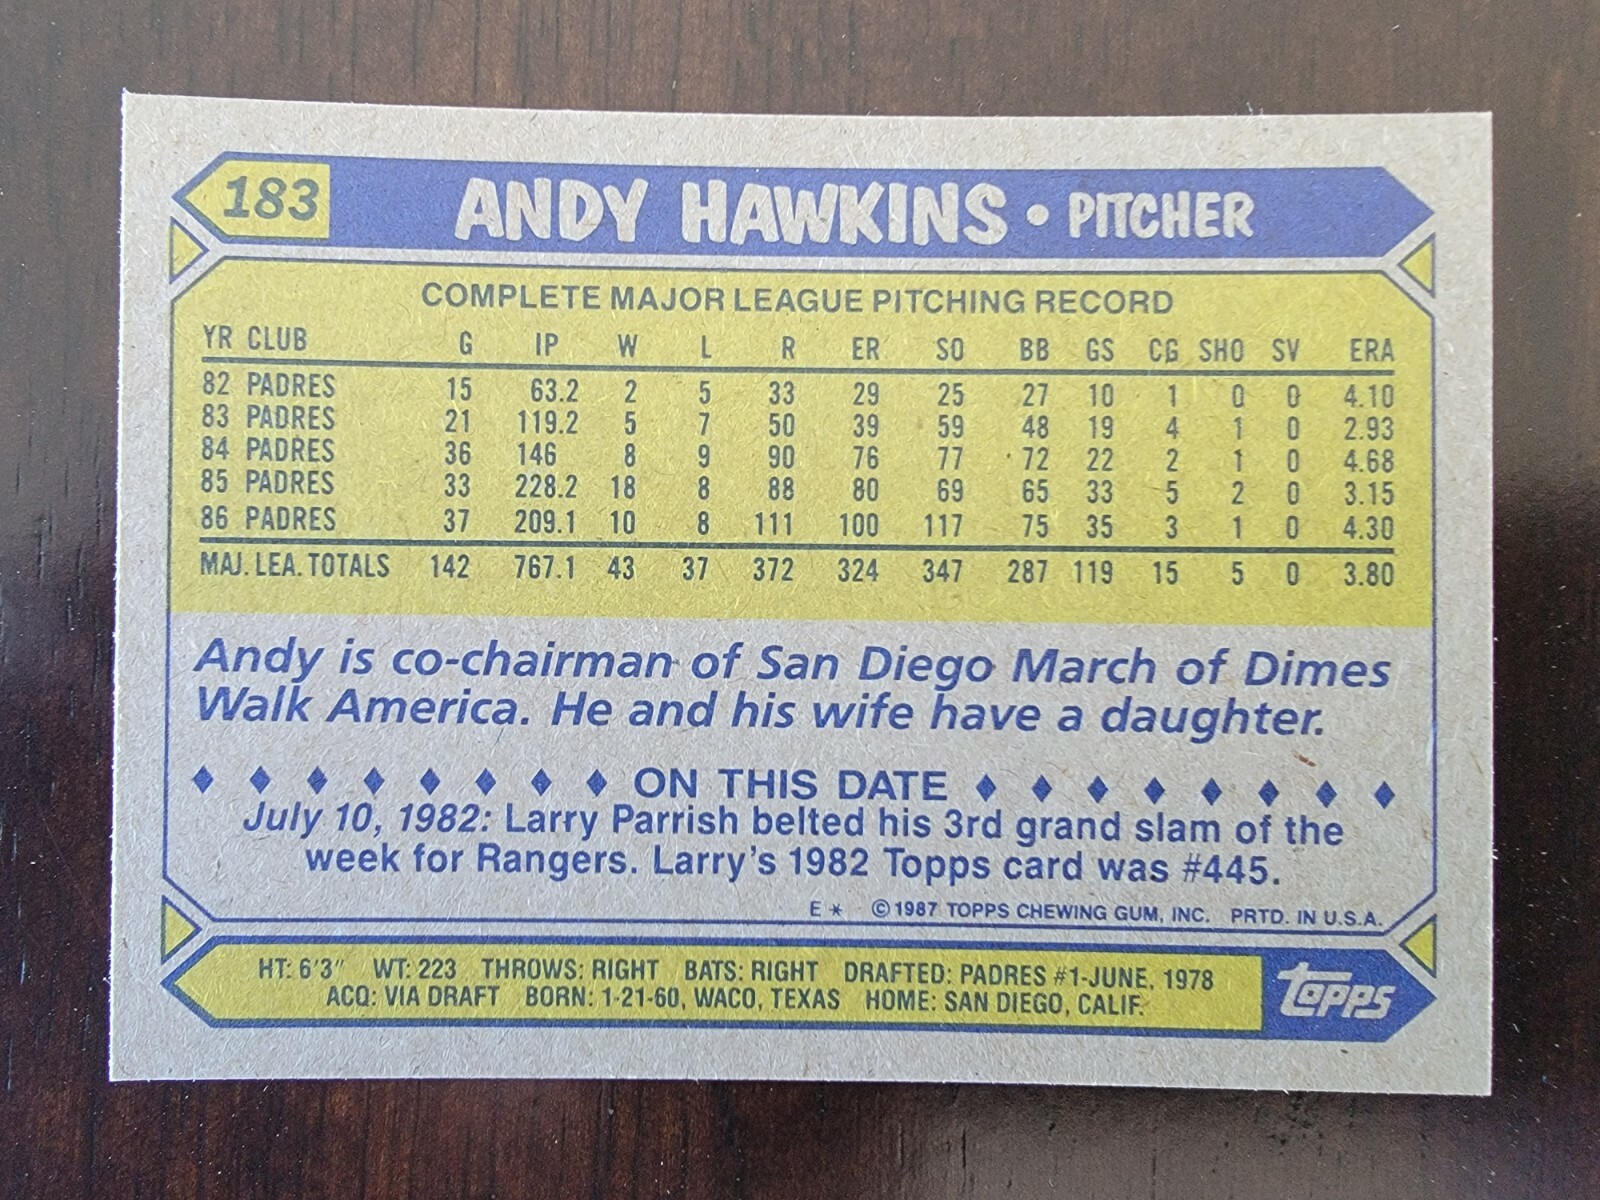 183 ANDY HAWKINS • PITCHER
COMPLETE MAJOR LEAGUE PITCHING RECORD
YR CLUB G IP W L R ER SO BB GS CG SHO SV ERA
82 PADRES 15 63.2 2 5 33 29 25 27 10 1 0 0 4.10
83 PADRES 21 119.2 5 7 50 39 59 48 19 4 1 0 2.93
84 PADRES 36 146 8 9 90 76 77 72 22 2 1 0 4.68
85 PADRES 33 228.2 18 8 88 80 69 65 33 5 2 0 3.15
86 PADRES 37 209.1 10 8 111 100 117 75 35 3 1 0 4.30
MAJ. LEA. TOTALS 142 767.1 43 37 372 324 347 287 119 15 5 0 3.80
Andy is co-chairman of San Diego March of Dimes
Walk America. He and his wife have a daughter.
♦ ♦ ♦ ♦ ♦ ♦ ♦ ♦ ON THIS DATE ♦ ♦ ♦ ♦ ♦ ♦ ♦ ♦
July 10, 1982: Larry Parrish belted his 3rd grand slam of the
week for Rangers. Larry's 1982 Topps card was #445.
E * © 1987 TOPPS CHEWING GUM, INC. PRTD. IN U.S.A.
HT: 6'3" WT: 223 THROWS: RIGHT BATS: RIGHT DRAFTED: PADRES #1-JUNE, 1978
ACQ: VIA DRAFT BORN: 1-21-60, WACO, TEXAS HOME: SAN DIEGO, CALIF.
topps